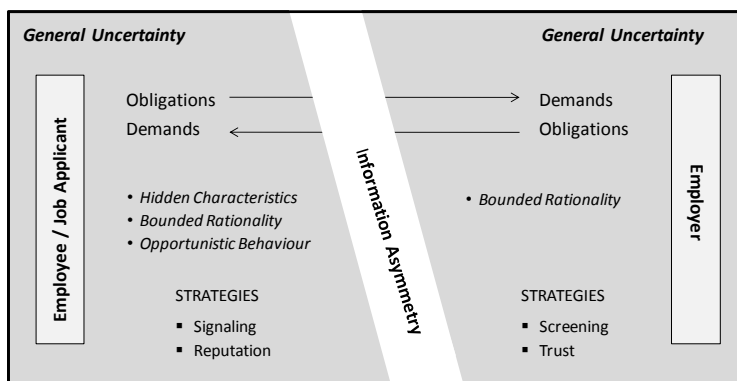 General Uncertainty
General Uncertainty
Employee / Job Applicant
Obligations
Demands
Demands
Obligations
• Hidden Characteristics
• Bounded Rationality
• Opportunistic Behaviour
Information Asymmetry
• Bounded Rationality
Employer
STRATEGIES
▪ Signaling
▪ Reputation
STRATEGIES
▪ Screening
▪ Trust